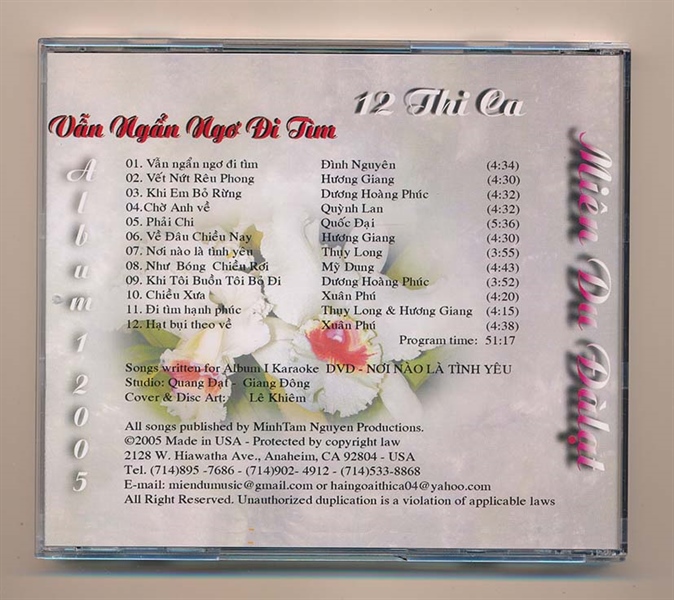 12 Thi Ca
Vẫn Ngẩn Ngơ Đi Tìm
Album 1 2005
Miên Du Đàlạt
01. Vẫn ngẩn ngơ đi tìm Đình Nguyên (4:34)
02. Vết Nứt Rêu Phong Hương Giang (4:30)
03. Khi Em Bỏ Rừng Dương Hoàng Phúc (4:32)
04.Chờ Anh về Quỳnh Lan (4:32)
05. Phải Chi Quốc Đại (5:36)
06. Về Đâu Chiều Nay Hương Giang (4:30)
07. Nơi nào là tình yêu Thụy Long (3:55)
08. Như Bóng Chiều Rơi Mỹ Dung (4:43)
09. Khi Tôi Buồn Tôi Bỏ Đi Dương Hoàng Phúc (3:52)
10. Chiều Xưa Xuân Phú (4:20)
11. Đi tìm hạnh phúc Thụy Long & Hương Giang (4:15)
12. Hạt bụi theo về Xuân Phú (4:38)
Program time: 51:17
Songs written for Album I Karaoke DVD - NƠI NÀO LÀ TÌNH YÊU
Studio: Quang Đạt - Giang Đông
Cover & Disc Art: Lê Khiêm
All songs published by MinhTam Nguyen Productions.
©2005 Made in USA - Protected by copyright law
2128 W. Hiawatha Ave., Anaheim, CA 92804 - USA
Tel. (714)895 -7686 - (714)902- 4912 - (714)533-8868
E-mail: miendumusic@gmail.com or haingoaithica04@yahoo.com
All Right Reserved. Unauthorized duplication is a violation of applicable laws